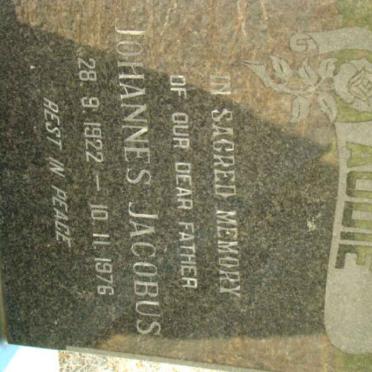 IN SACRED MEMORY
OF OUR DEAR FATHER
JOHANNES JACOBUS
28. 9. 1922 — 10. 11. 1976
REST IN PEACE